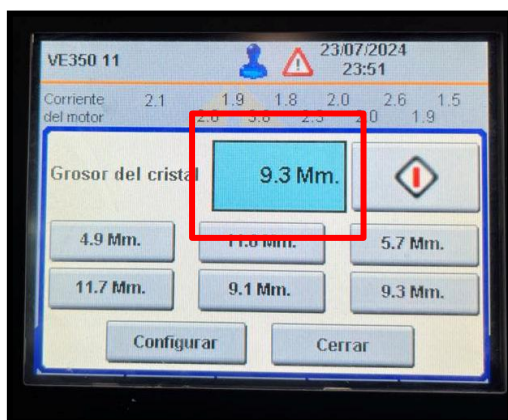 VE350 11
23/07/2024
23:51
Corriente del motor
2.1 1.9 1.8 2.0 2.6 1.5
2.0 1.9
Grosor del cristal
9.3 Mm.
4.9 Mm.
5.7 Mm.
11.7 Mm.
9.1 Mm.
9.3 Mm.
Configurar
Cerrar